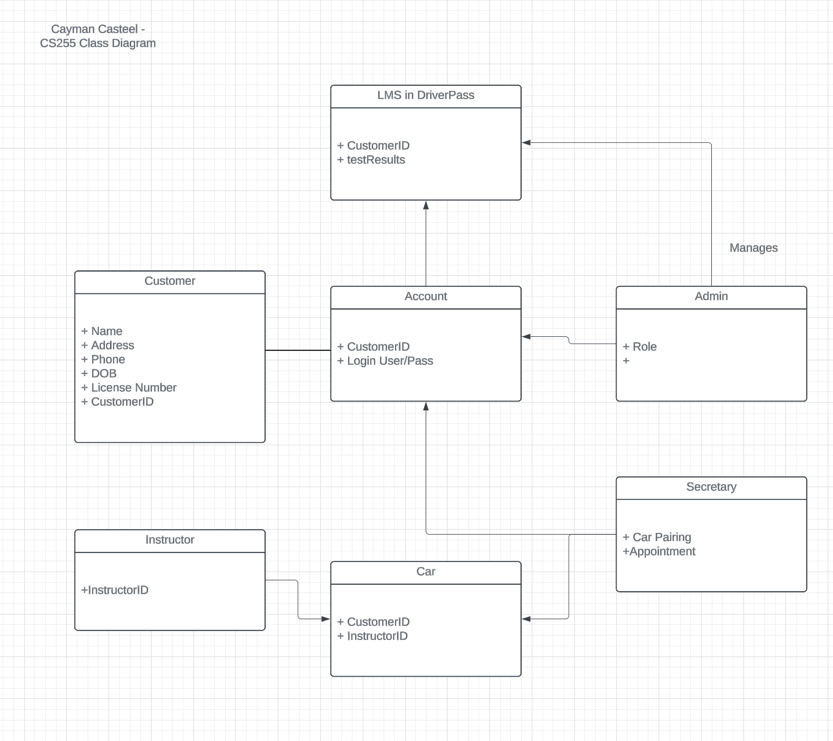 Cayman Casteel -
CS255 Class Diagram
LMS in DriverPass
+ CustomerID
+ testResults
Manages
Customer
+ Name
+ Address
+ Phone
+ DOB
+ License Number
+ CustomerID
Account
+ CustomerID
+ Login User/Pass
Admin
+ Role
+
Secretary
+ Car Pairing
+Appointment
Instructor
+InstructorID
Car
+ CustomerID
+ InstructorID